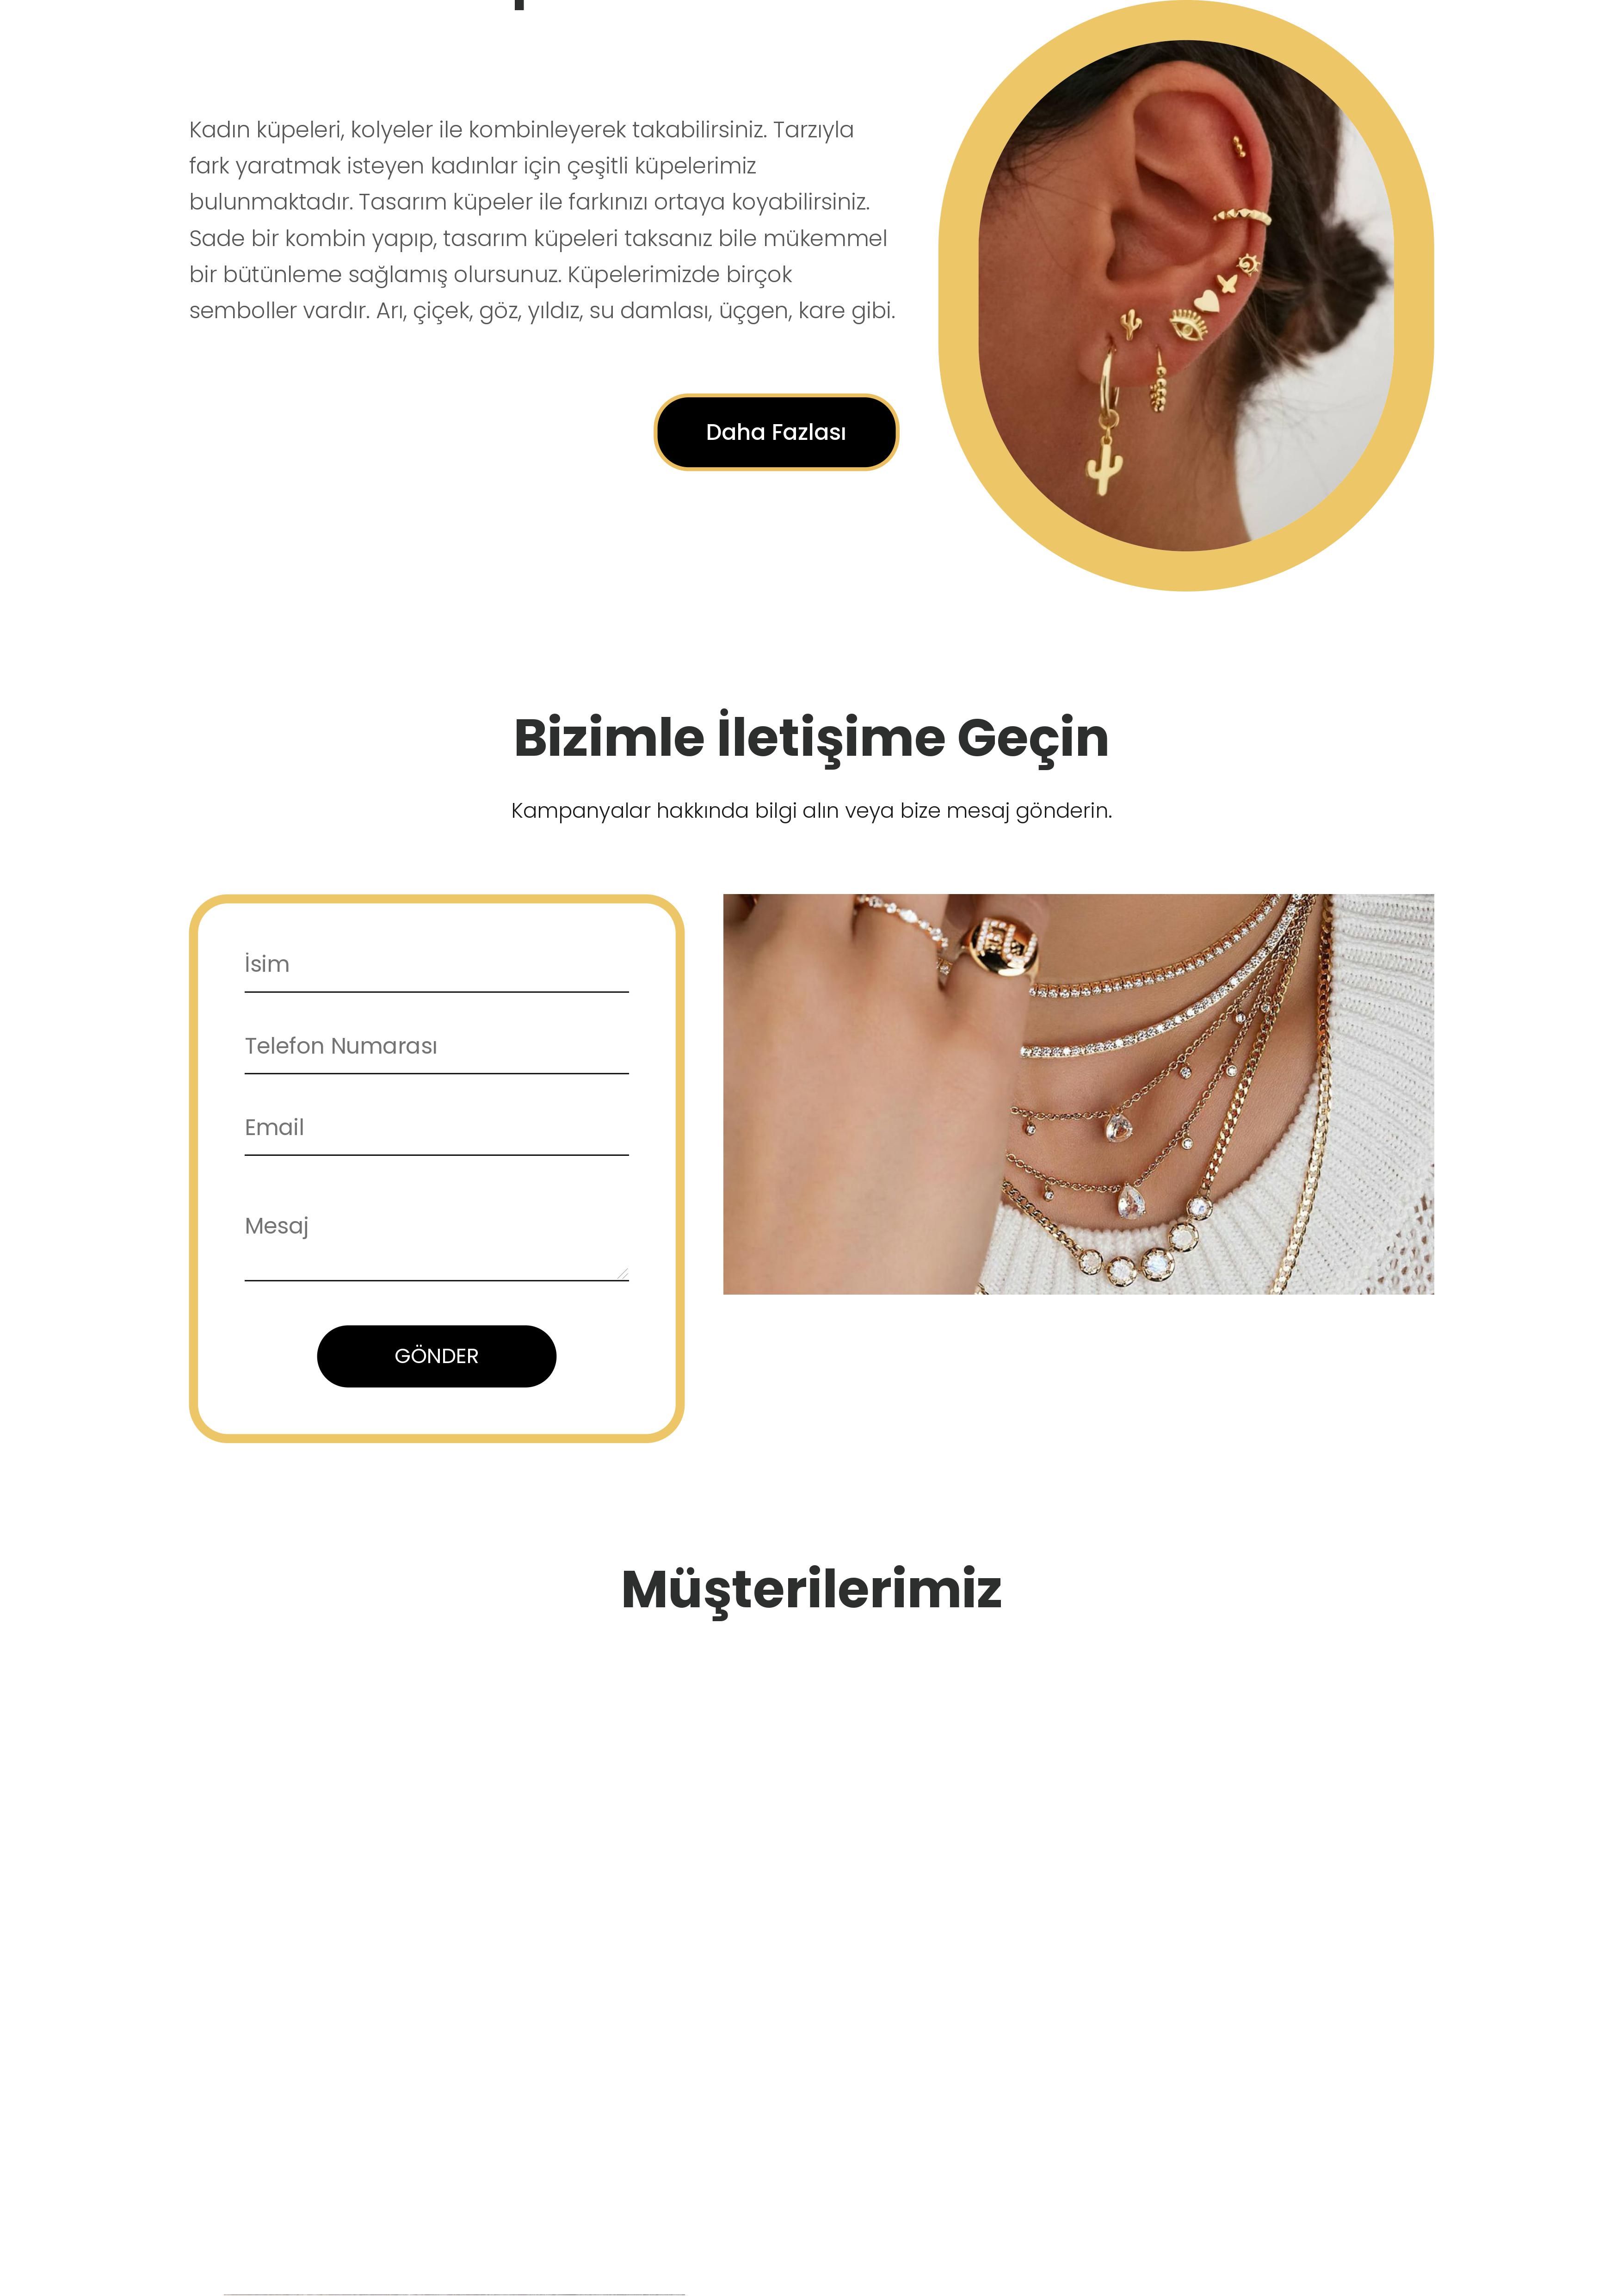 Kadın küpeleri, kolyeler ile kombinleyerek takabilirsiniz. Tarzıyla
fark yaratmak isteyen kadınlar için çeşitli küpelerimiz
bulunmaktadır. Tasarım küpeler ile farkınızı ortaya koyabilirsiniz.
Sade bir kombin yapıp, tasarım küpeleri taksanız bile mükemmel
bir bütünleme sağlamış olursunuz. Küpelerimizde birçok
semboller vardır. Arı, çiçek, göz, yıldız, su damlası, üçgen, kare gibi.
Daha Fazlası
Bizimle İletişime Geçin
Kampanyalar hakkında bilgi alın veya bize mesaj gönderin.
İsim
Telefon Numarası
Email
Mesaj
GÖNDER
Müşterilerimiz